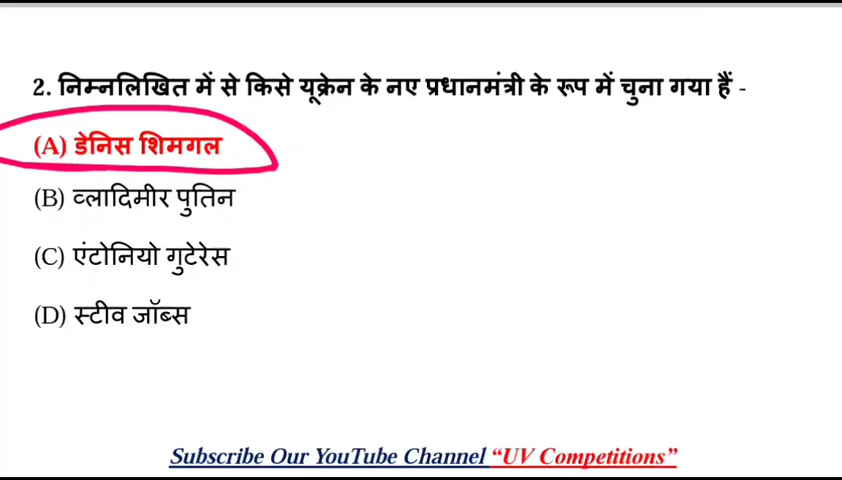 2. निम्नलिखित में से किसे यूक्रेन के नए प्रधानमंत्री के रूप में चुना गया हैं -
(A) डेनिस शिमगल
(B) व्लादिमीर पुतिन
(C) एंटोनियो गुटेरेस
(D) स्टीव जॉब्स
Subscribe Our YouTube Channel “UV Competitions”